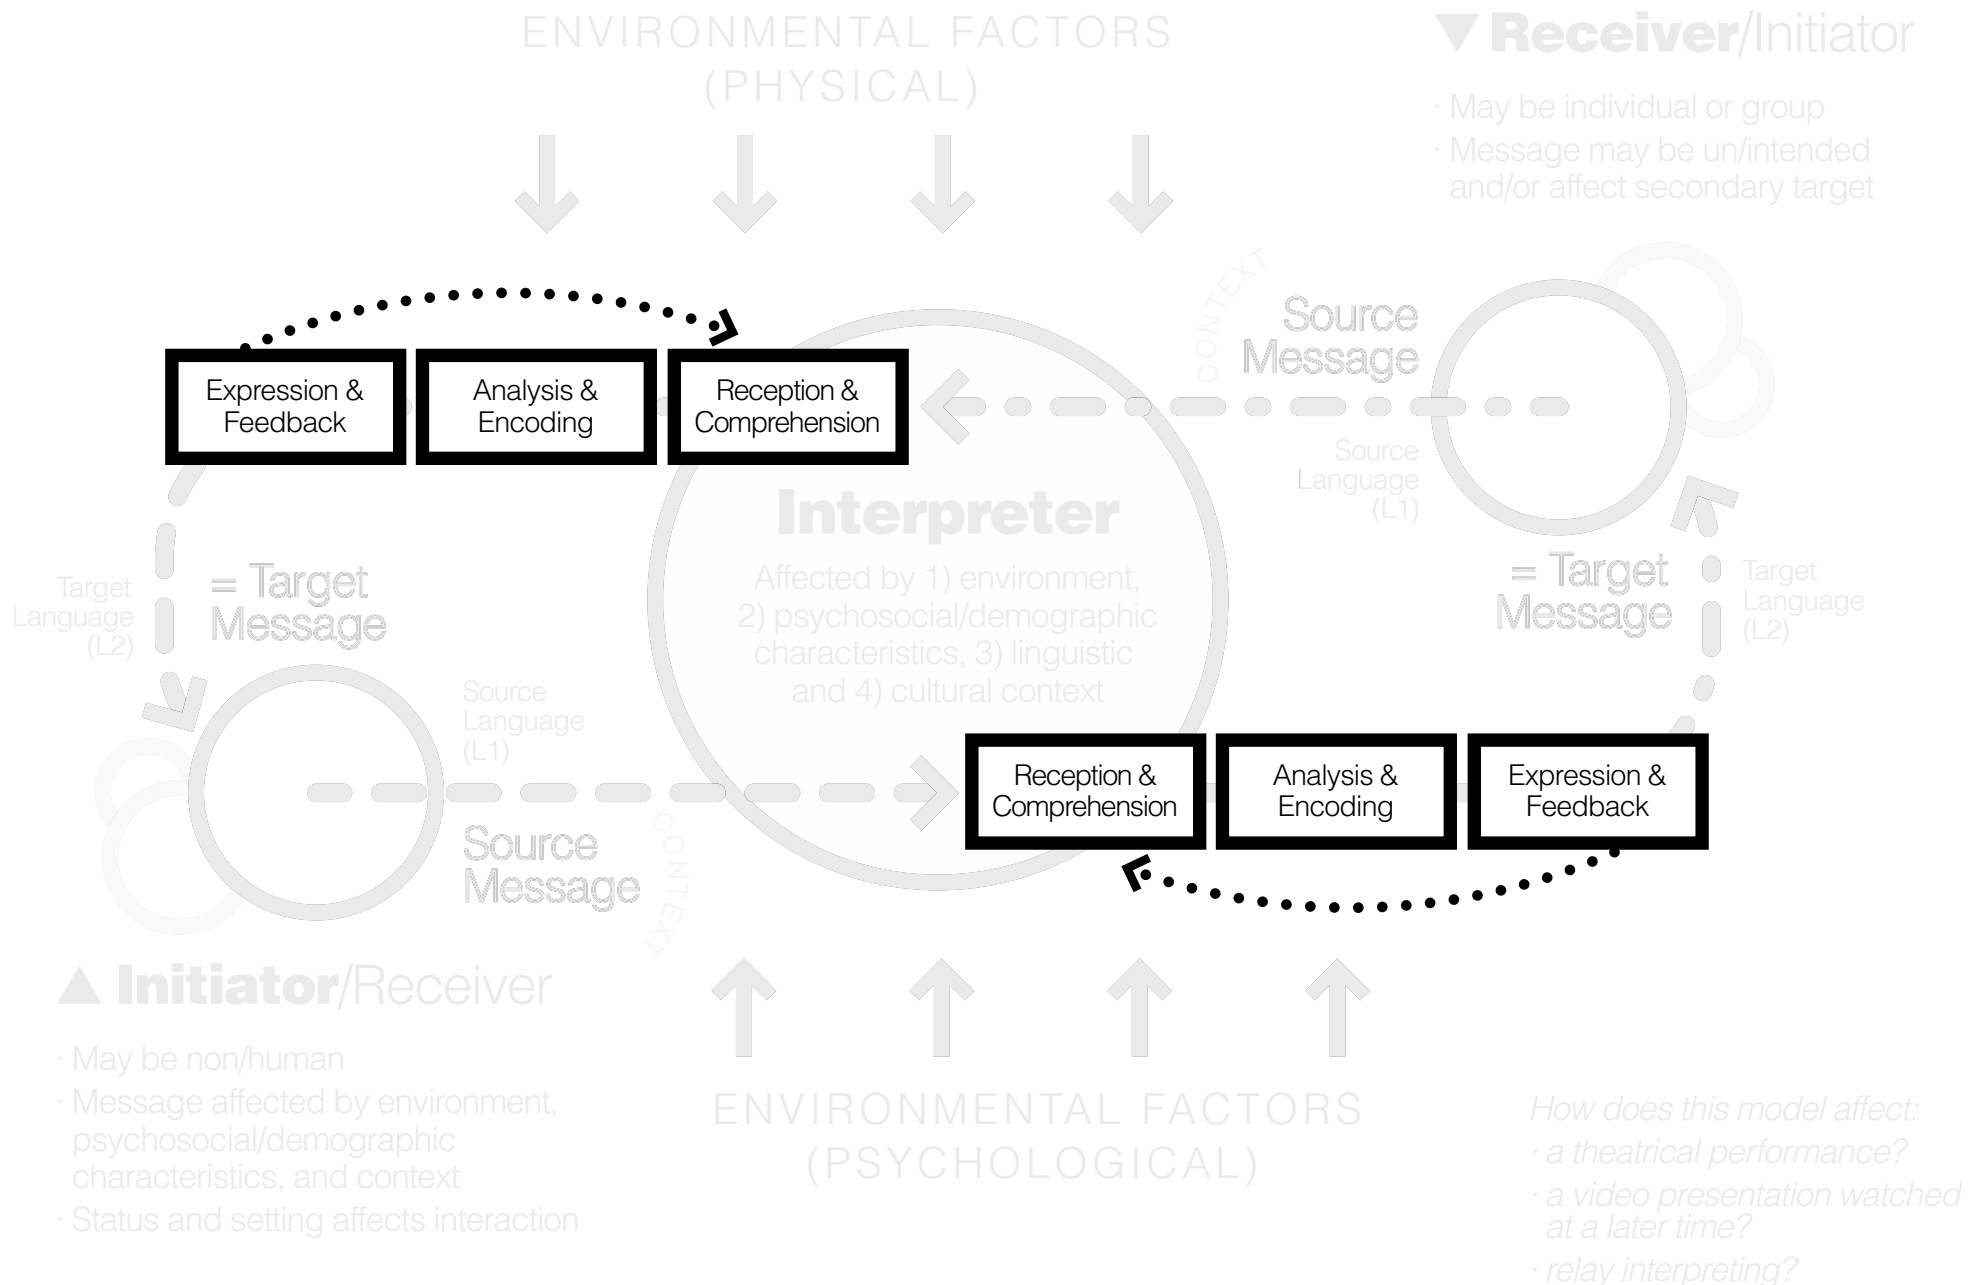 ENVIRONMENTAL FACTORS
(PHYSICAL)
▼ Receiver/Initiator
· May be individual or group
· Message may be un/intended
and/or affect secondary target
CONTEXT
Source
Message
Expression &
Feedback
Analysis &
Encoding
Reception &
Comprehension
Source
Language
(L1)
Interpreter
Affected by 1) environment,
2) psychosocial/demographic
characteristics, 3) linguistic
and 4) cultural context
Target
Language
(L2)
= Target
Message
= Target
Message
Target
Language
(L2)
Source
Language
(L1)
Source
Message
CONTEXT
Reception &
Comprehension
Analysis &
Encoding
Expression &
Feedback
▲ Initiator/Receiver
· May be non/human
· Message affected by environment,
psychosocial/demographic
characteristics, and context
· Status and setting affects interaction
ENVIRONMENTAL FACTORS
(PSYCHOLOGICAL)
How does this model affect:
· a theatrical performance?
· a video presentation watched
at a later time?
· relay interpreting?